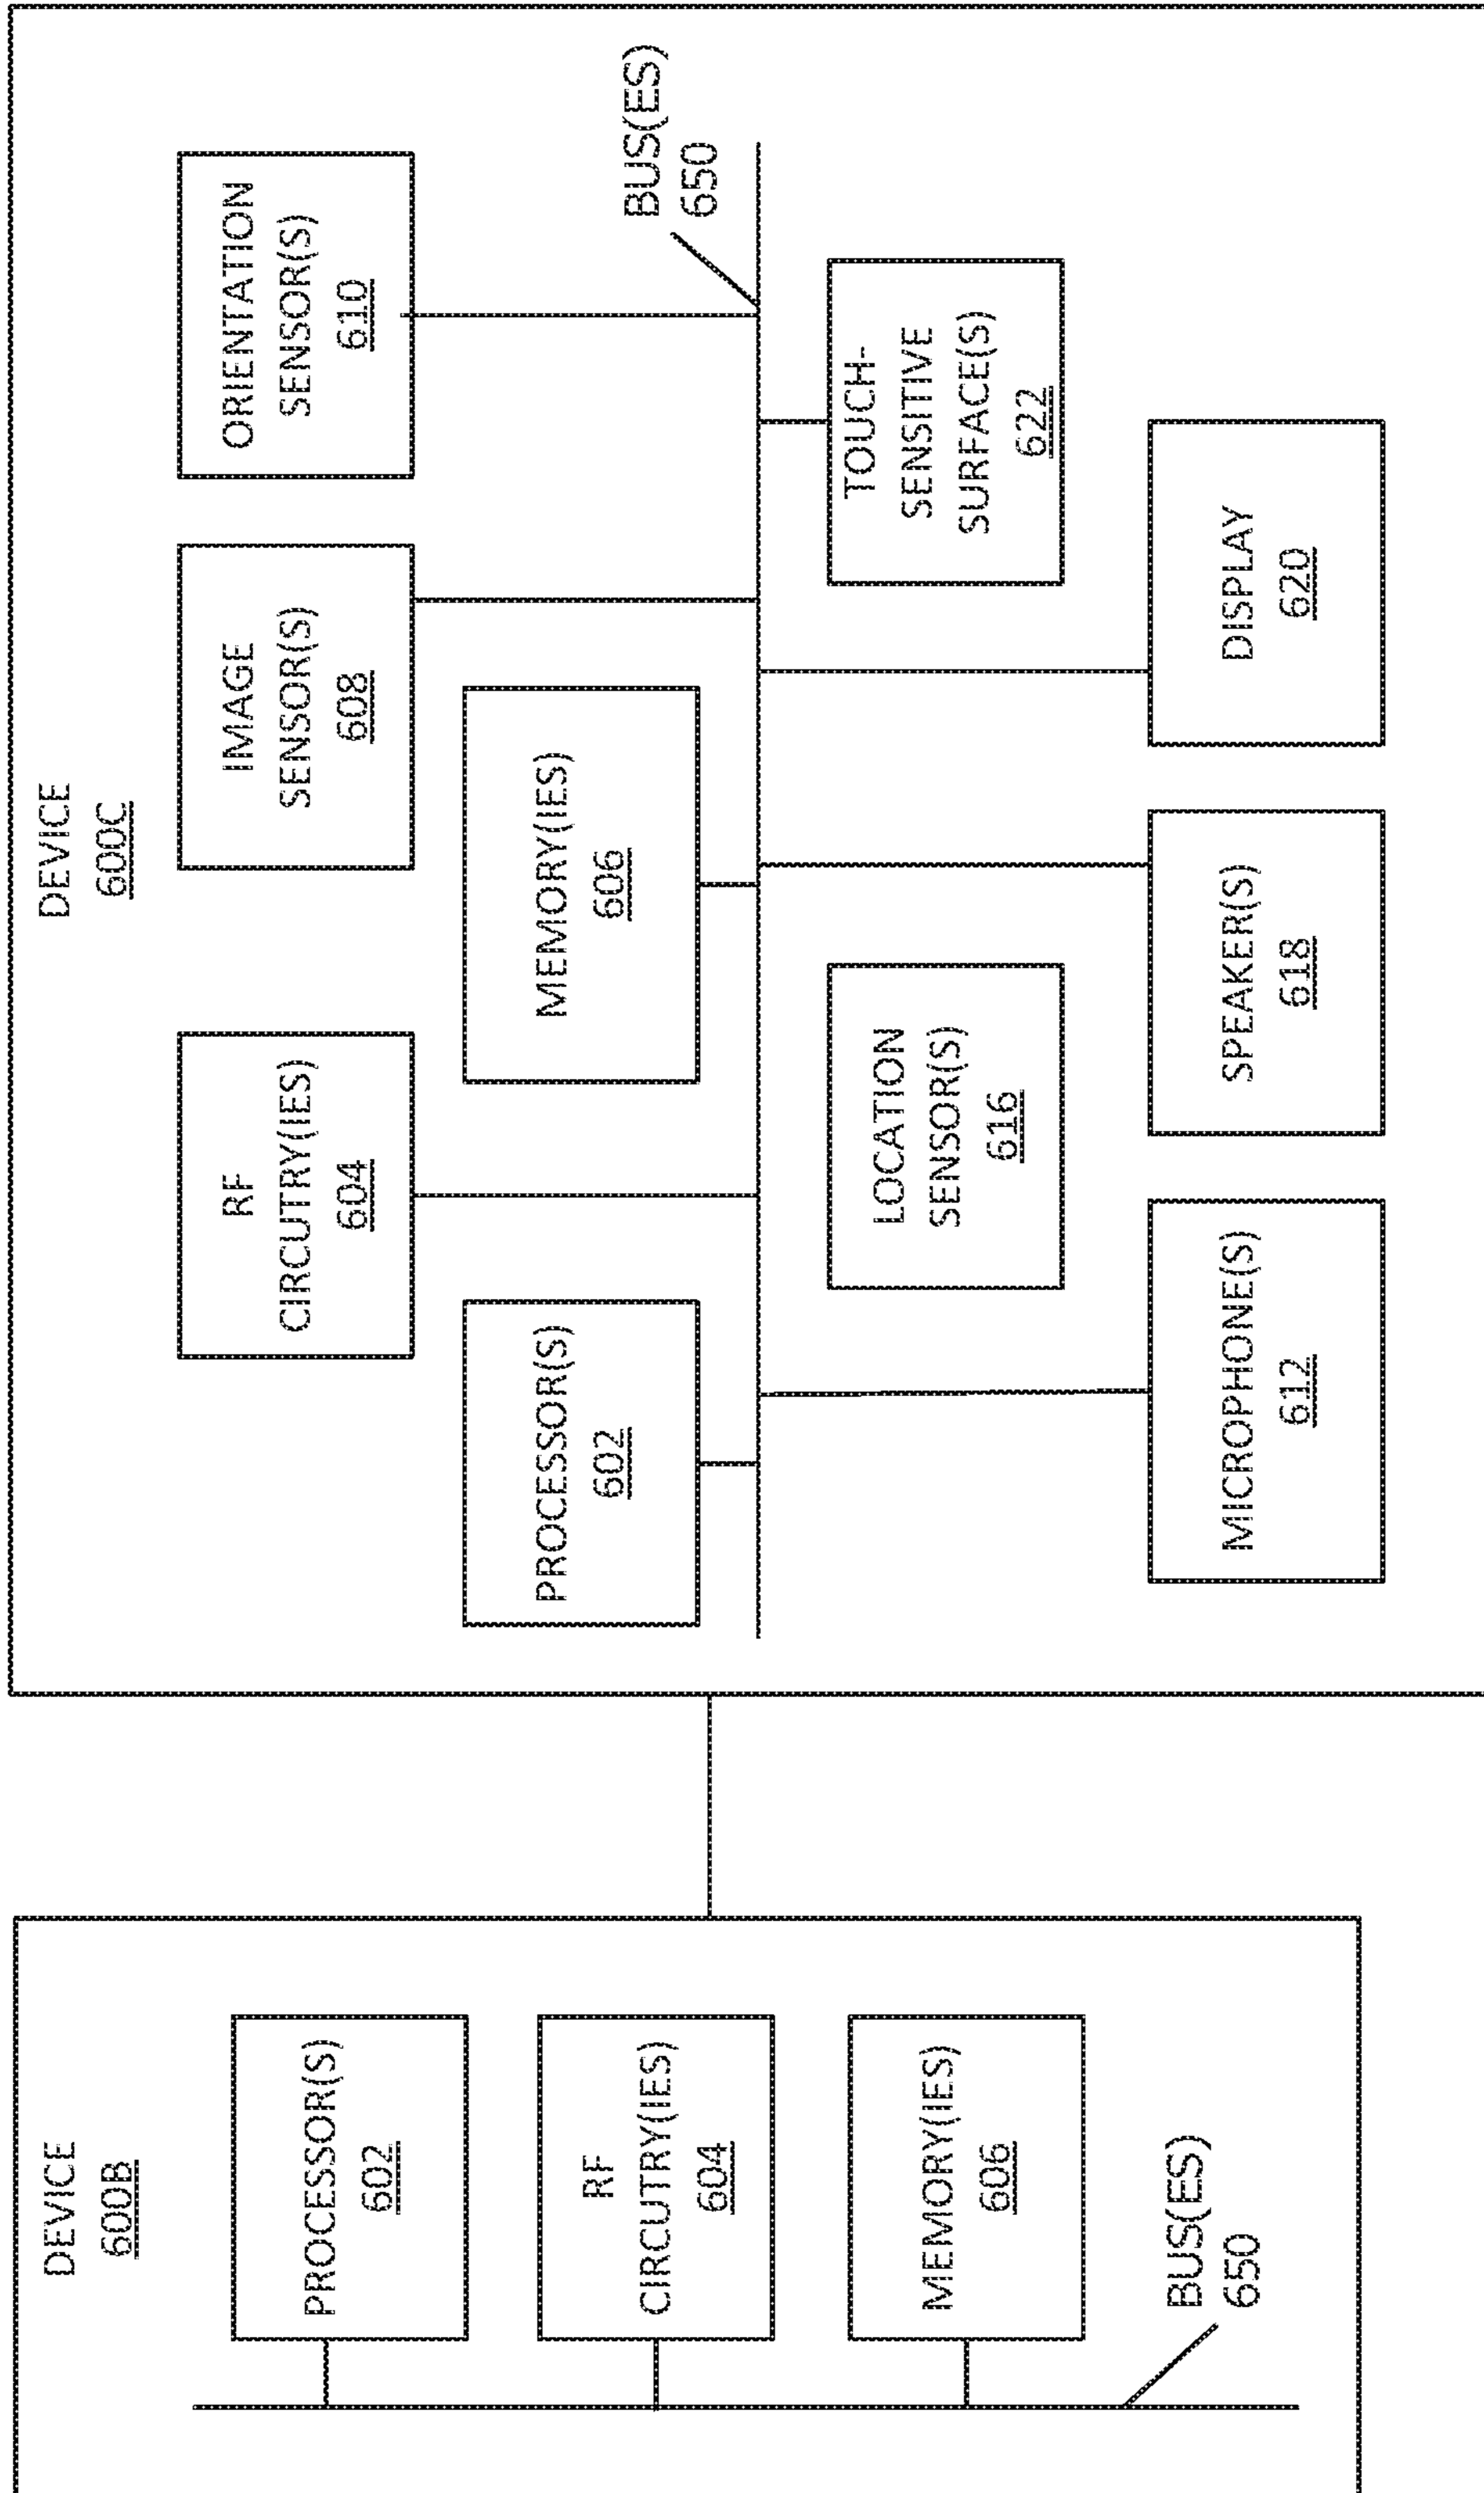 DEVICE
600B
PROCESSOR(S)
602
RF
CIRCUTRY(IES)
604
MEMORY(IES)
606
BUS(ES)
650
DEVICE
600C
RF
CIRCUTRY(IES)
604
IMAGE
SENSOR(S)
608
ORIENTATION
SENSOR(S)
610
PROCESSOR(S)
602
MEMORY(IES)
606
BUS(ES)
650
LOCATION
SENSOR(S)
616
TOUCH-
SENSITIVE
SURFACE(S)
622
MICROPHONE(S)
612
SPEAKER(S)
618
DISPLAY
620